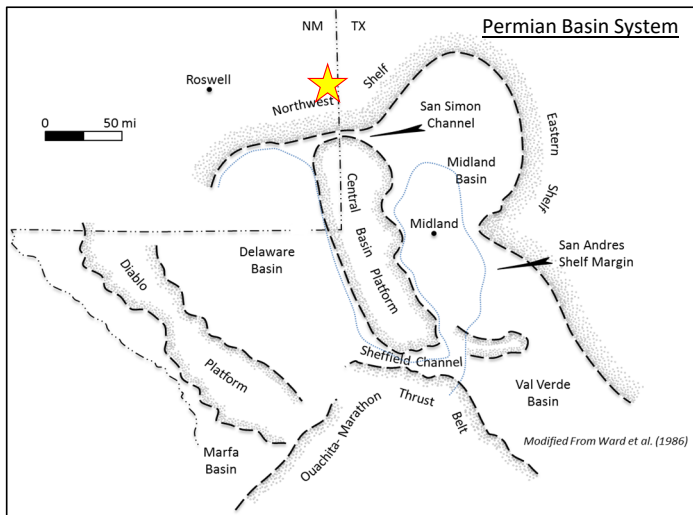 Permian Basin System
NM TX
Roswell
Northwest Shelf
0 50 mi
San Simon
Channel
Eastern Shelf
Midland
Basin
Central Basin Platform
Midland
San Andres
Shelf Margin
Delaware
Basin
Diablo Platform
Sheffield Channel
Val Verde
Basin
Ouachita-Marathon Thrust Belt
Marfa
Basin
Modified From Ward et al. (1986)